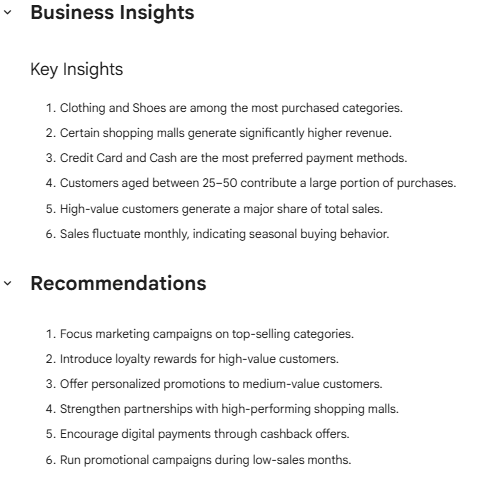 Business Insights
Key Insights
1. Clothing and Shoes are among the most purchased categories.
2. Certain shopping malls generate significantly higher revenue.
3. Credit Card and Cash are the most preferred payment methods.
4. Customers aged between 25–50 contribute a large portion of purchases.
5. High-value customers generate a major share of total sales.
6. Sales fluctuate monthly, indicating seasonal buying behavior.
Recommendations
1. Focus marketing campaigns on top-selling categories.
2. Introduce loyalty rewards for high-value customers.
3. Offer personalized promotions to medium-value customers.
4. Strengthen partnerships with high-performing shopping malls.
5. Encourage digital payments through cashback offers.
6. Run promotional campaigns during low-sales months.